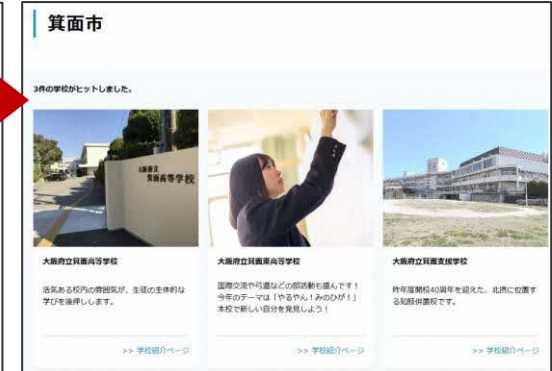 箕面市
3件の学校がヒットしました。
大阪府立
箕面高等学校
大阪府立箕面高等学校
活気ある校内の雰囲気が、生徒の主体的な
学びを後押しします。
>> 学校紹介ページ
大阪府立箕面東高等学校
国際交流や弓道などの部活動も盛んです！
今年のテーマは「やるやん！みのひが！」
本校で新しい自分を発見しよう！
>> 学校紹介ページ
大阪府立箕面支援学校
昨年度開校40周年を迎えた、北摂に位置す
る知肢併置校です。
>> 学校紹介ページ